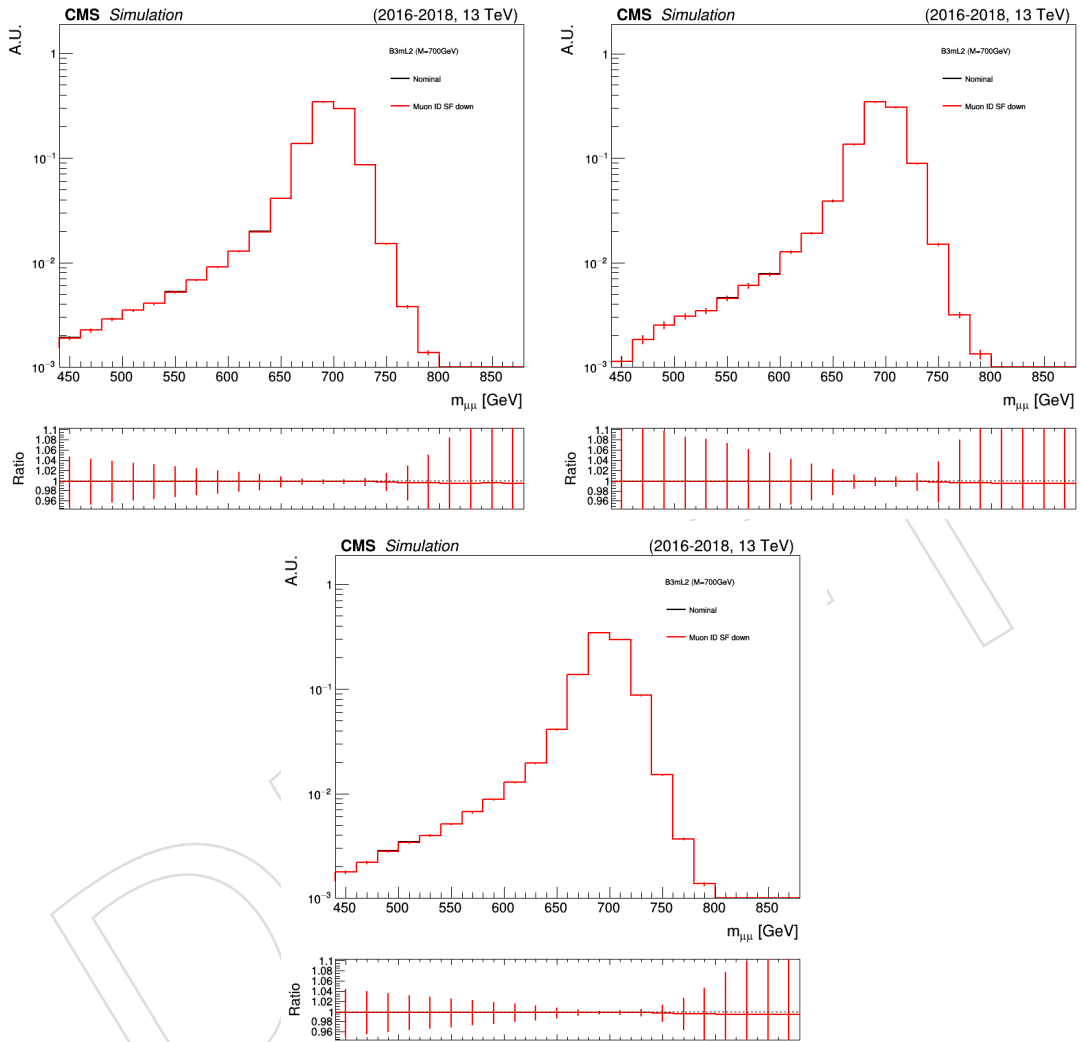 CMS Simulation (2016-2018, 13 TeV)
A.U.
B3mL2 (M=700GeV)
Nominal
Muon ID SF down
1
10⁻¹
10⁻²
10⁻³
450 500 550 600 650 700 750 800 850
mμμ [GeV]
Ratio
1.1
1.08
1.06
1.04
1.02
1
0.98
0.96
CMS Simulation (2016-2018, 13 TeV)
A.U.
B3mL2 (M=700GeV)
Nominal
Muon ID SF down
1
10⁻¹
10⁻²
10⁻³
450 500 550 600 650 700 750 800 850
mμμ [GeV]
Ratio
1.1
1.08
1.06
1.04
1.02
1
0.98
0.96
CMS Simulation (2016-2018, 13 TeV)
A.U.
B3mL2 (M=700GeV)
Nominal
Muon ID SF down
1
10⁻¹
10⁻²
10⁻³
450 500 550 600 650 700 750 800 850
mμμ [GeV]
Ratio
1.1
1.08
1.06
1.04
1.02
1
0.98
0.96